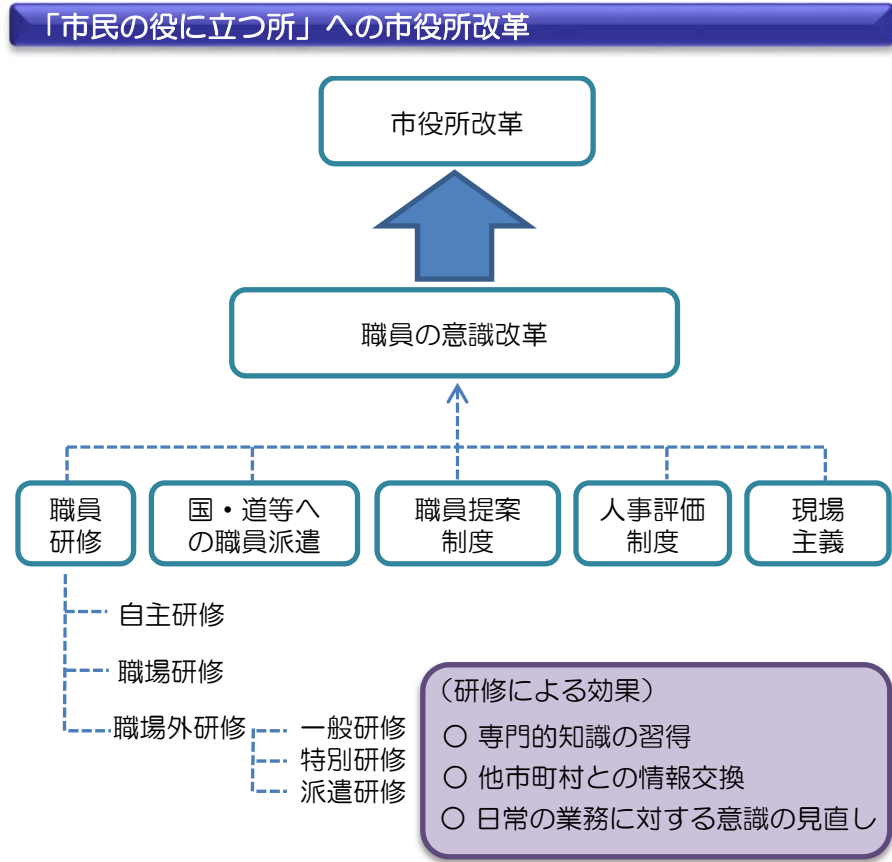 「市民の役に立つ所」への市役所改革
市役所改革
職員の意識改革
職員
研修
国・道等へ
の職員派遣
職員提案
制度
人事評価
制度
現場
主義
自主研修
職場研修
職場外研修
一般研修
特別研修
派遣研修
(研修による効果)
○ 専門的知識の習得
○ 他市町村との情報交換
○ 日常の業務に対する意識の見直し